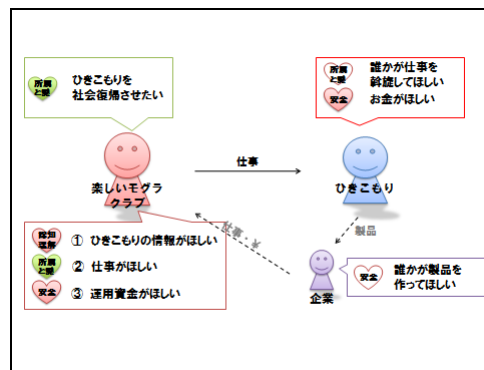 所属
と愛
ひきこもりを
社会復帰させたい
所属
と愛
誰かが仕事を
斡旋してほしい
安全
お金がほしい
仕事
楽しいモグラ
クラブ
ひきこもり
認知
理解
① ひきこもりの情報がほしい
所属
と愛
② 仕事がほしい
安全
③ 運用資金がほしい
製品
企業
安全
誰かが製品を
作ってほしい